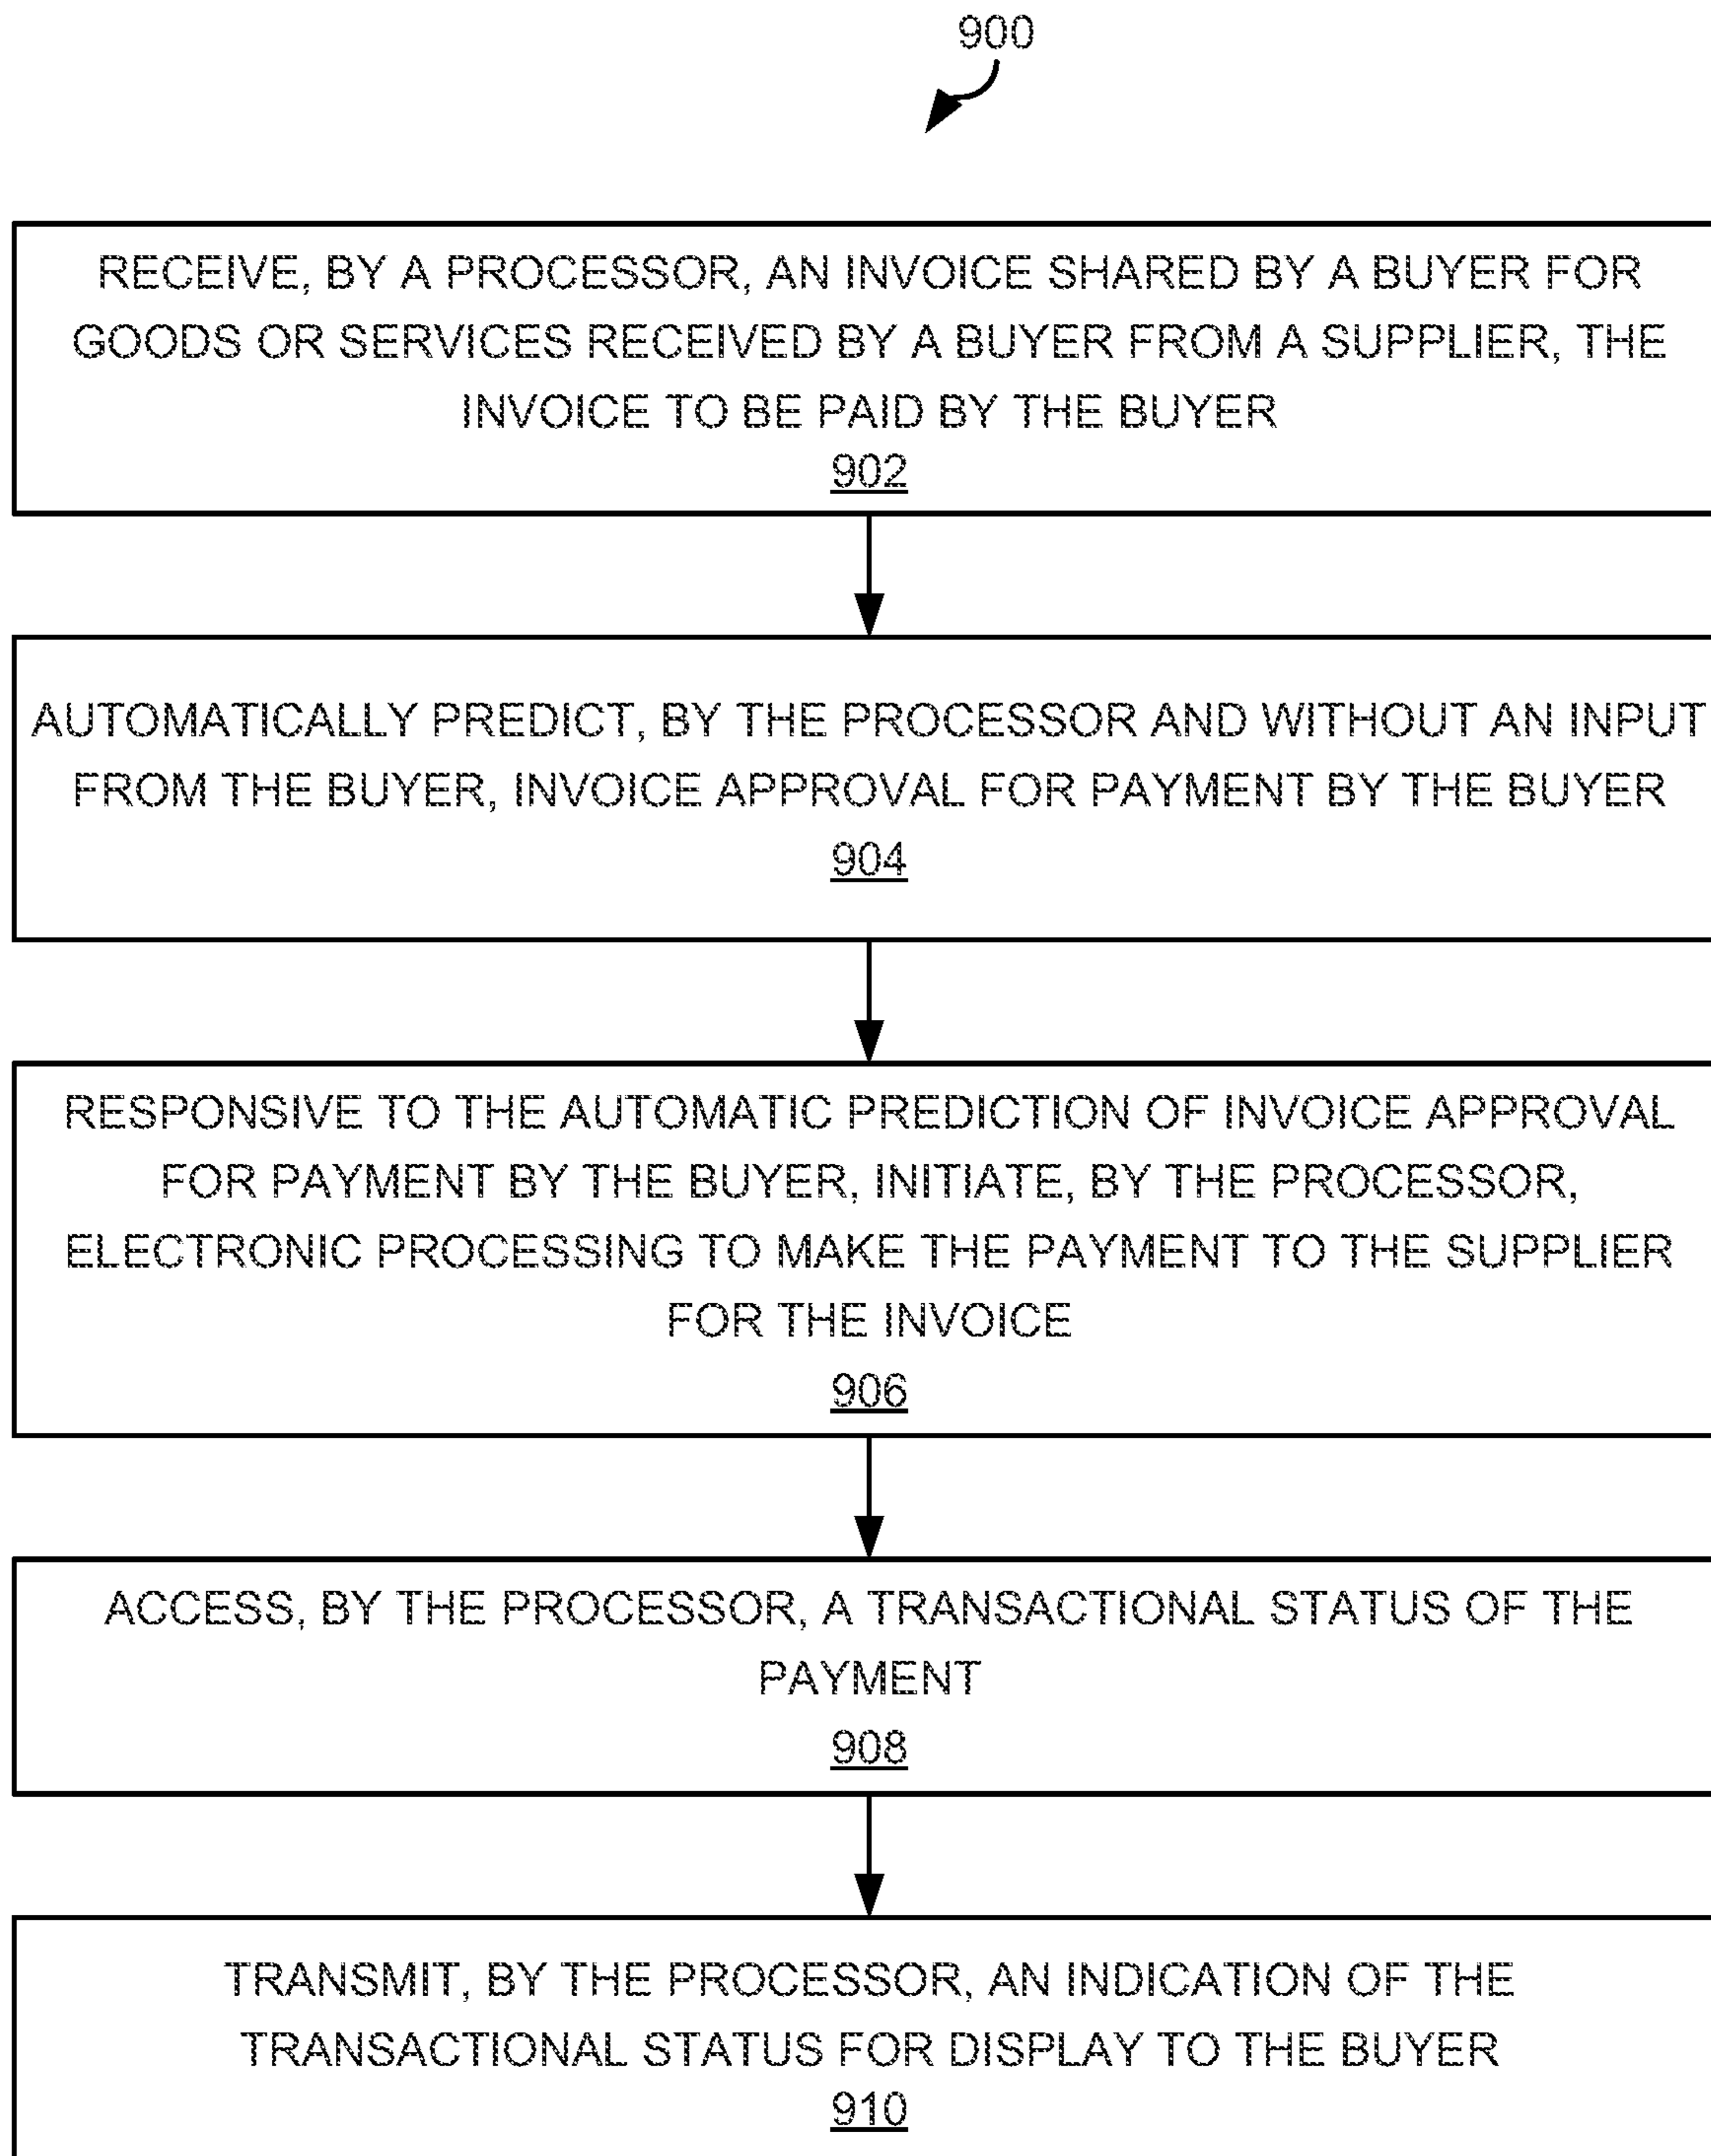 900
RECEIVE, BY A PROCESSOR, AN INVOICE SHARED BY A BUYER FOR
GOODS OR SERVICES RECEIVED BY A BUYER FROM A SUPPLIER, THE
INVOICE TO BE PAID BY THE BUYER
902
AUTOMATICALLY PREDICT, BY THE PROCESSOR AND WITHOUT AN INPUT
FROM THE BUYER, INVOICE APPROVAL FOR PAYMENT BY THE BUYER
904
RESPONSIVE TO THE AUTOMATIC PREDICTION OF INVOICE APPROVAL
FOR PAYMENT BY THE BUYER, INITIATE, BY THE PROCESSOR,
ELECTRONIC PROCESSING TO MAKE THE PAYMENT TO THE SUPPLIER
FOR THE INVOICE
906
ACCESS, BY THE PROCESSOR, A TRANSACTIONAL STATUS OF THE
PAYMENT
908
TRANSMIT, BY THE PROCESSOR, AN INDICATION OF THE
TRANSACTIONAL STATUS FOR DISPLAY TO THE BUYER
910